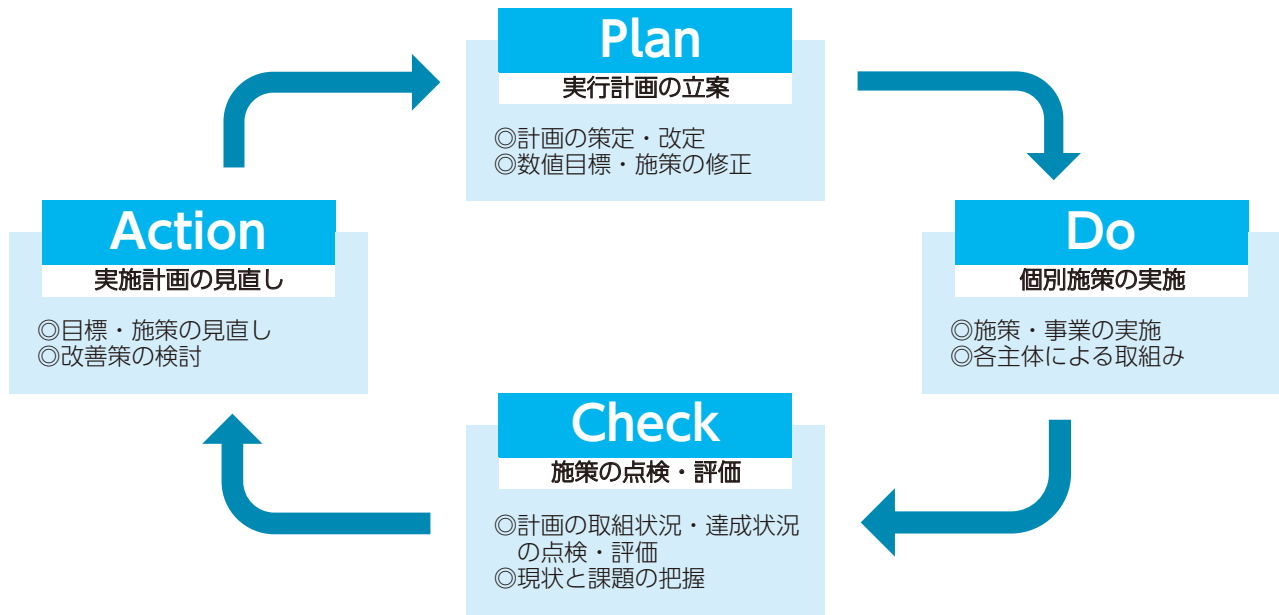 Plan
実行計画の立案
◎計画の策定・改定
◎数値目標・施策の修正
Action
実施計画の見直し
◎目標・施策の見直し
◎改善策の検討
Do
個別施策の実施
◎施策・事業の実施
◎各主体による取組み
Check
施策の点検・評価
◎計画の取組状況・達成状況
の点検・評価
◎現状と課題の把握